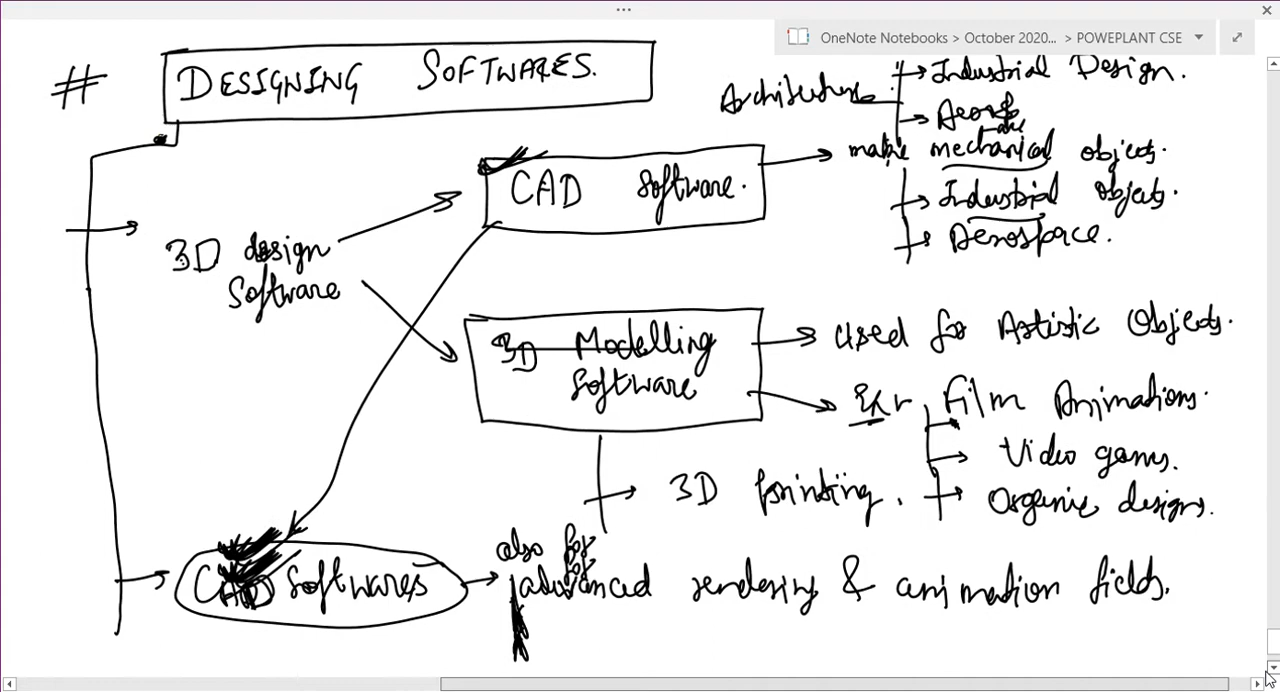 OneNote Notebooks > October 2020... > POWEPLANT CSE
# DESIGNING SOFTWARES.
Architecture
→ Industrial Design.
→
CAD Software.
→ make mechanical objects.
→ Industrial Objects.
→ Aerospace.
→ 3D design
Software
3D Modelling
Software
→ Used for Artistic Objects.
→ Ex, Film Animations.
→ Video games.
→ 3D printing.
→ Organic designs.
→ CAD Softwares
→ also for
advanced rendering & animation fields.